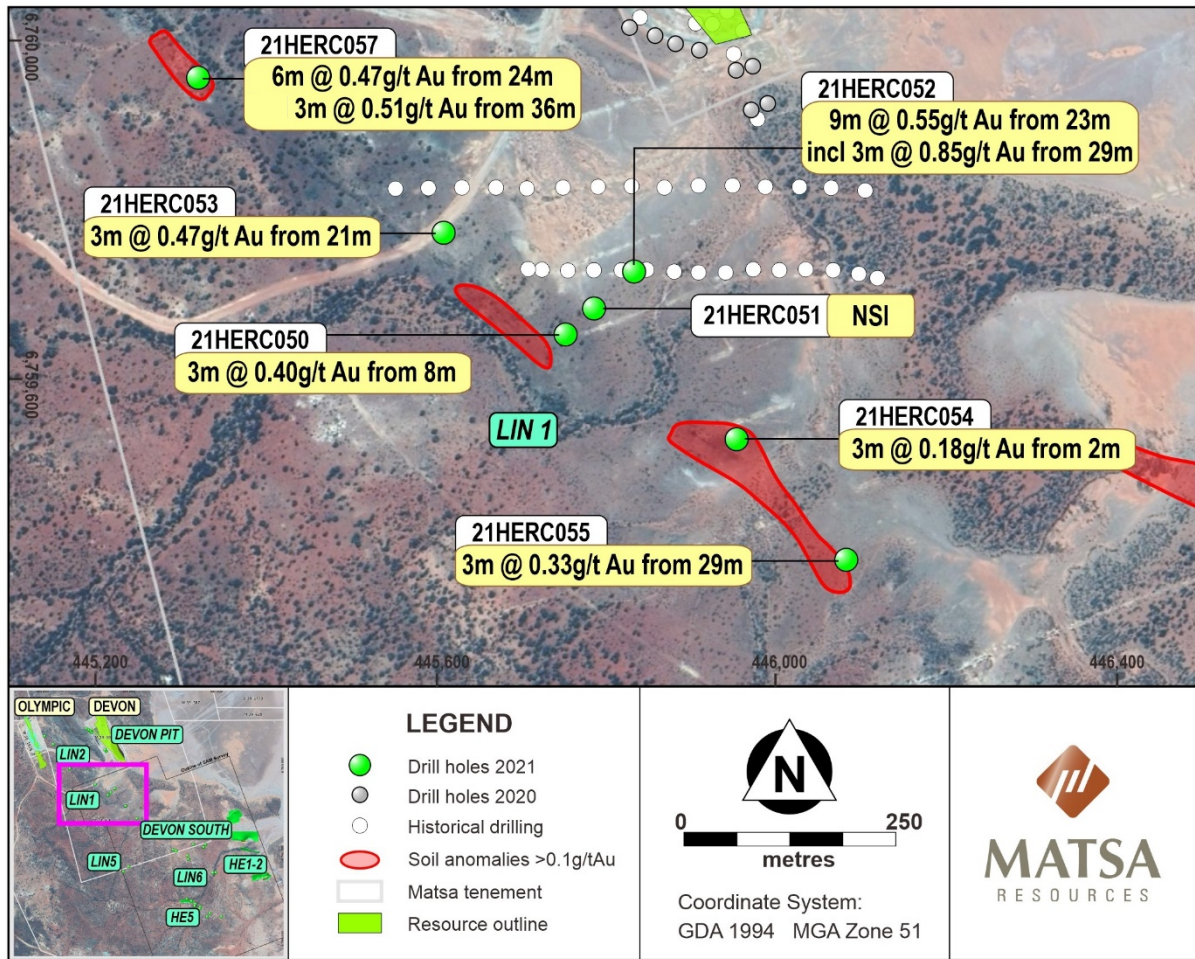 6,760,000
21HERC057
6m @ 0.47g/t Au from 24m
3m @ 0.51g/t Au from 36m
21HERC052
9m @ 0.55g/t Au from 23m
incl 3m @ 0.85g/t Au from 29m
21HERC053
3m @ 0.47g/t Au from 21m
21HERC051 NSI
21HERC050
3m @ 0.40g/t Au from 8m
6,759,600
LIN 1
21HERC054
3m @ 0.18g/t Au from 2m
21HERC055
3m @ 0.33g/t Au from 29m
445,200
445,600
446,000
446,400
OLYMPIC
DEVON
DEVON PIT
LIN2
LIN1
DEVON SOUTH
LIN5
LIN6
HE1-2
HE5
LEGEND
Drill holes 2021
Drill holes 2020
Historical drilling
Soil anomalies >0.1g/tAu
Matsa tenement
Resource outline
N
0 250
metres
Coordinate System:
GDA 1994 MGA Zone 51
MATSA
RESOURCES